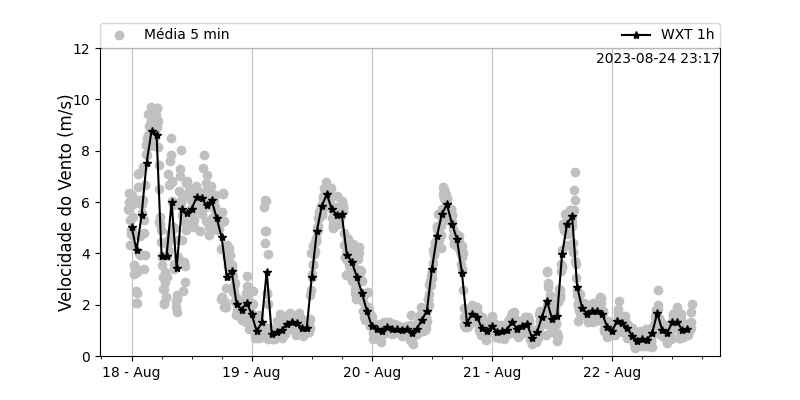 Média 5 min
WXT 1h
2023-08-24 23:17
Velocidade do Vento (m/s)
12
10
8
6
4
2
0
18 - Aug
19 - Aug
20 - Aug
21 - Aug
22 - Aug